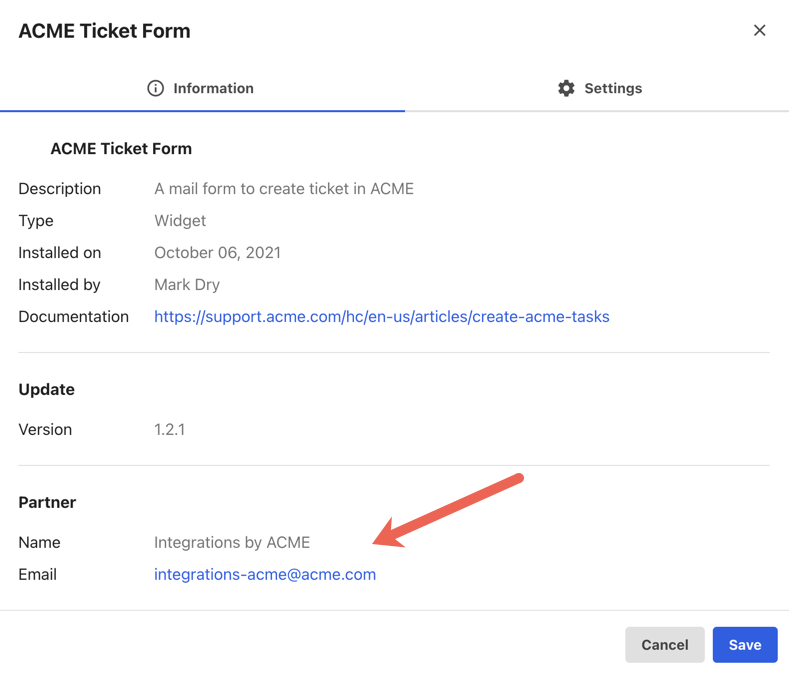 ACME Ticket Form
Information
Settings
ACME Ticket Form
Description A mail form to create ticket in ACME
Type Widget
Installed on October 06, 2021
Installed by Mark Dry
Documentation https://support.acme.com/hc/en-us/articles/create-acme-tasks
Update
Version 1.2.1
Partner
Name Integrations by ACME
Email integrations-acme@acme.com
Cancel Save